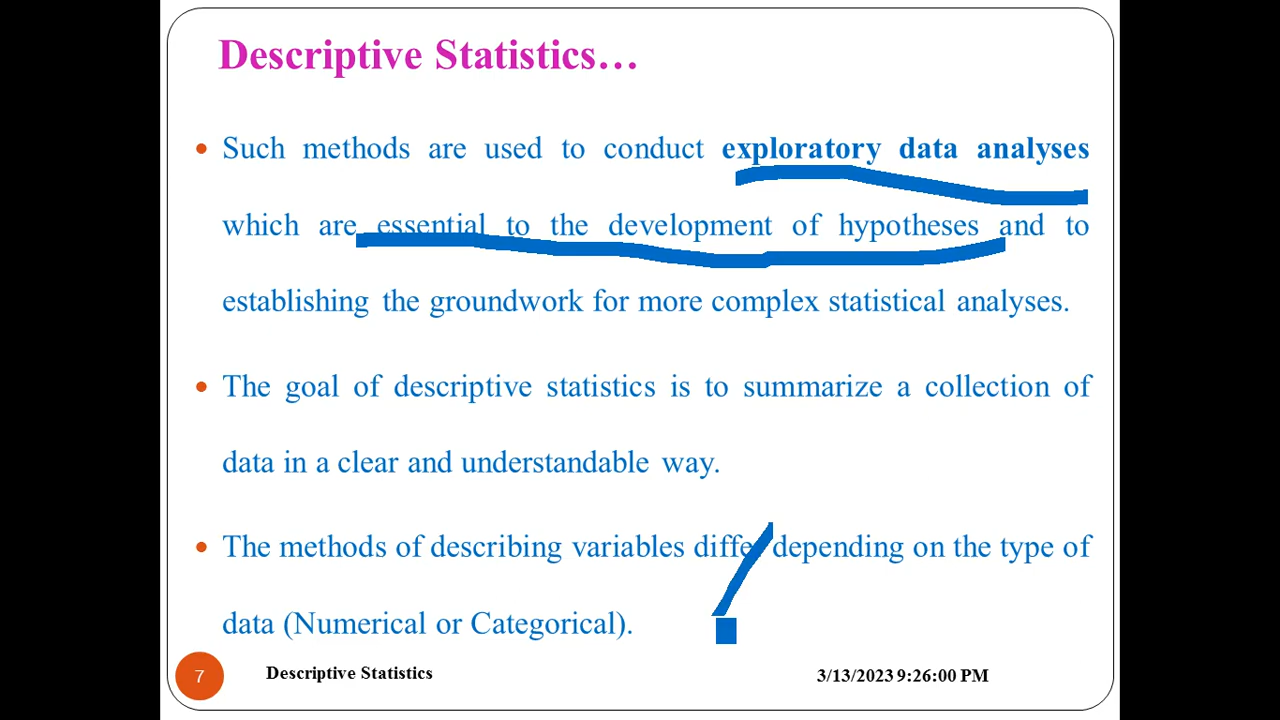 Descriptive Statistics…
• Such methods are used to conduct exploratory data analyses
which are essential to the development of hypotheses and to
establishing the groundwork for more complex statistical analyses.
• The goal of descriptive statistics is to summarize a collection of
data in a clear and understandable way.
• The methods of describing variables differ depending on the type of
data (Numerical or Categorical).
7 Descriptive Statistics 3/13/2023 9:26:00 PM